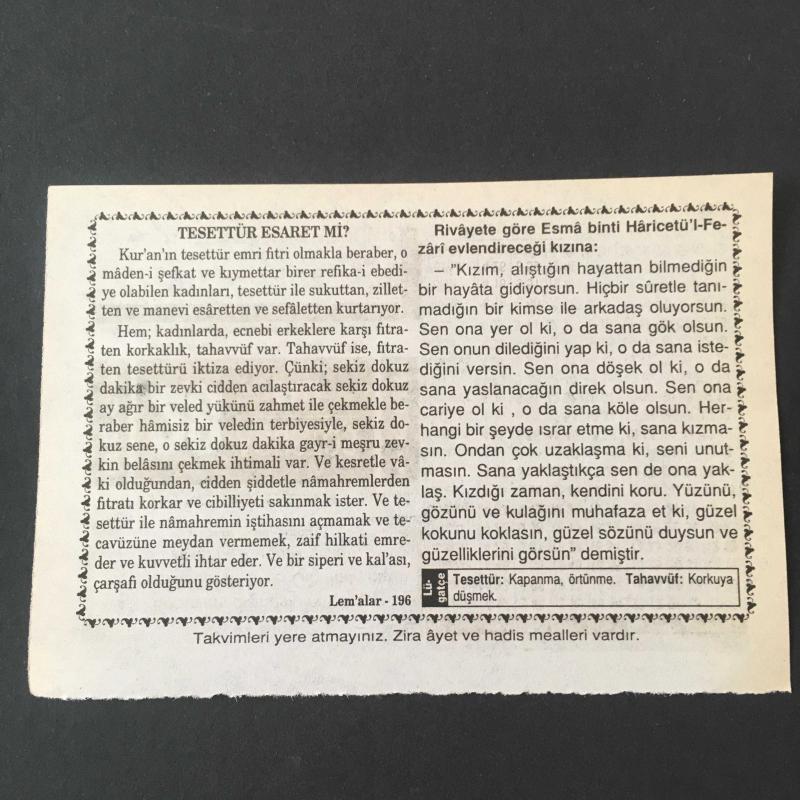 TESETTÜR ESARET Mİ?
Kur'an'ın tesettür emri fıtri olmakla beraber, o
mâden-i şefkat ve kıymettar birer refika-i ebedi-
ye olabilen kadınları, tesettür ile sukuttan, zillet-
ten ve manevi esâretten ve sefâletten kurtarıyor.
Hem; kadınlarda, ecnebi erkeklere karşı fıtra-
ten korkaklık, tahavvüf var. Tahavvüf ise, fıtra-
ten tesettürü iktiza ediyor. Çünki; sekiz dokuz
dakika bir zevki cidden acılaştıracak sekiz dokuz
ay ağır bir veled yükünü zahmet ile çekmekle be-
raber hâmisiz bir veledin terbiyesiyle, sekiz do-
kuz sene, o sekiz dokuz dakika gayr-i meşru zev-
kin belâsını çekmek ihtimali var. Ve kesretle vâ-
ki olduğundan, cidden şiddetle nâmahremlerden
fıtratı korkar ve cibilliyeti sakınmak ister. Ve te-
settür ile nâmahremin iştihasını açmamak ve te-
cavüzüne meydan vermemek, zaif hilkati emre-
der ve kuvvetli ihtar eder. Ve bir siperi ve kal'ası,
çarşafı olduğunu gösteriyor.
Lem'alar - 196
Rivâyete göre Esmâ binti Hâricetü'l-Fe-
zârî evlendireceği kızına:
– "Kızım, alıştığın hayattan bilmediğin
bir hayâta gidiyorsun. Hiçbir sûretle tanı-
madığın bir kimse ile arkadaş oluyorsun.
Sen ona yer ol ki, o da sana gök olsun.
Sen onun dilediğini yap ki, o da sana iste-
diğini versin. Sen ona döşek ol ki, o da
sana yaslanacağın direk olsun. Sen ona
cariye ol ki , o da sana köle olsun. Her-
hangi bir şeyde ısrar etme ki, sana kızma-
sın. Ondan çok uzaklaşma ki, seni unut-
masın. Sana yaklaştıkça sen de ona yak-
laş. Kızdığı zaman, kendini koru. Yüzünü,
gözünü ve kulağını muhafaza et ki, güzel
kokunu koklasın, güzel sözünü duysun ve
güzelliklerini görsün" demiştir.
Lü-
gatçe
Tesettür: Kapanma, örtünme. Tahavvüf: Korkuya
düşmek.
Takvimleri yere atmayınız. Zira âyet ve hadis mealleri vardır.